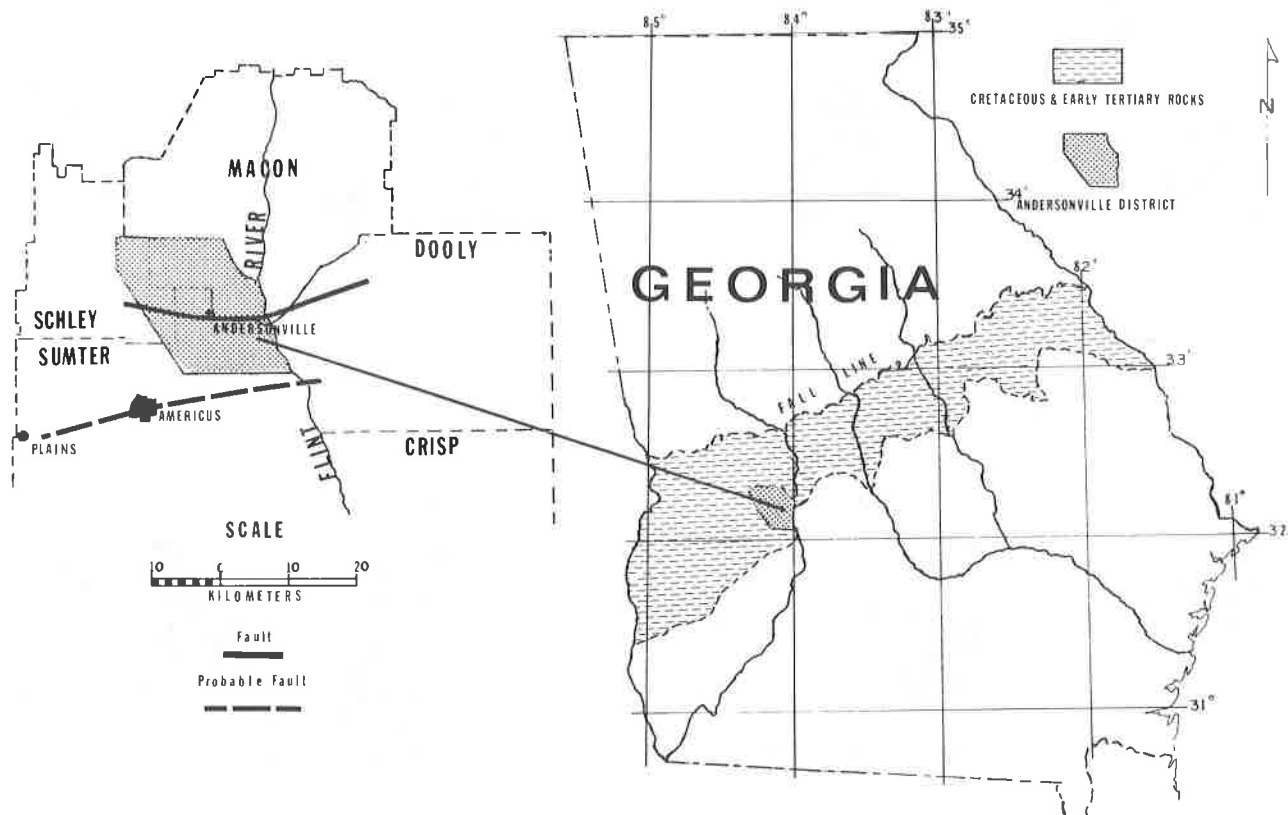 MACON
RIVER
DOOLY
SCHLEY
SUMTER
ANDERSONVILLE
AMERICUS
PLAINS
FLINT
CRISP
SCALE
10 0 10 20
KILOMETERS
Fault
Probable Fault
85° 84° 83°
35°
34°
82°
33°
81°
32
31°
GEORGIA
FALL LINE
CRETACEOUS & EARLY TERTIARY ROCKS
ANDERSONVILLE DISTRICT
N